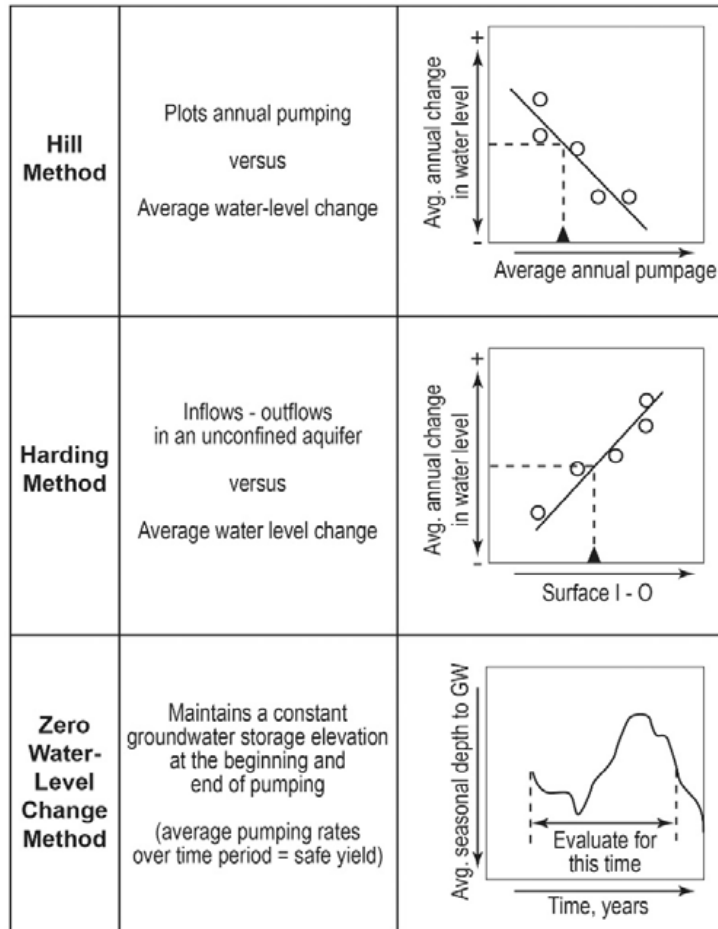 Hill
Method
Plots annual pumping
versus
Average water-level change
+
Avg. annual change
in water level
-
Average annual pumpage
Harding
Method
Inflows - outflows
in an unconfined aquifer
versus
Average water level change
+
Avg. annual change
in water level
-
Surface I - O
Zero
Water-
Level
Change
Method
Maintains a constant
groundwater storage elevation
at the beginning and
end of pumping
(average pumping rates
over time period = safe yield)
Avg. seasonal depth to GW
Evaluate for
this time
Time, years